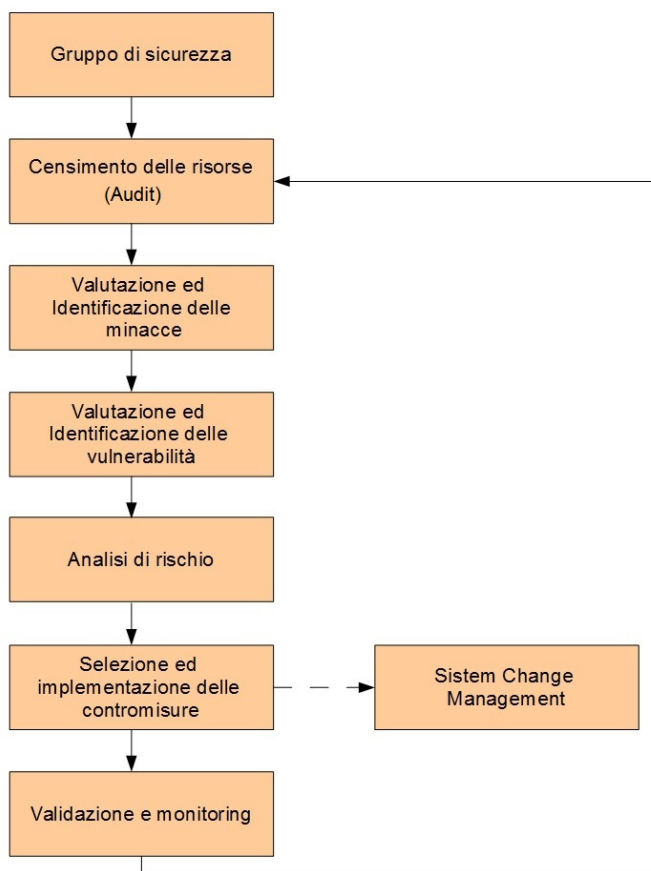 Gruppo di sicurezza
Censimento delle risorse
(Audit)
Valutazione ed
Identificazione delle
minacce
Valutazione ed
Identificazione delle
vulnerabilità
Analisi di rischio
Selezione ed
implementazione delle
contromisure
Sistem Change
Management
Validazione e monitoring